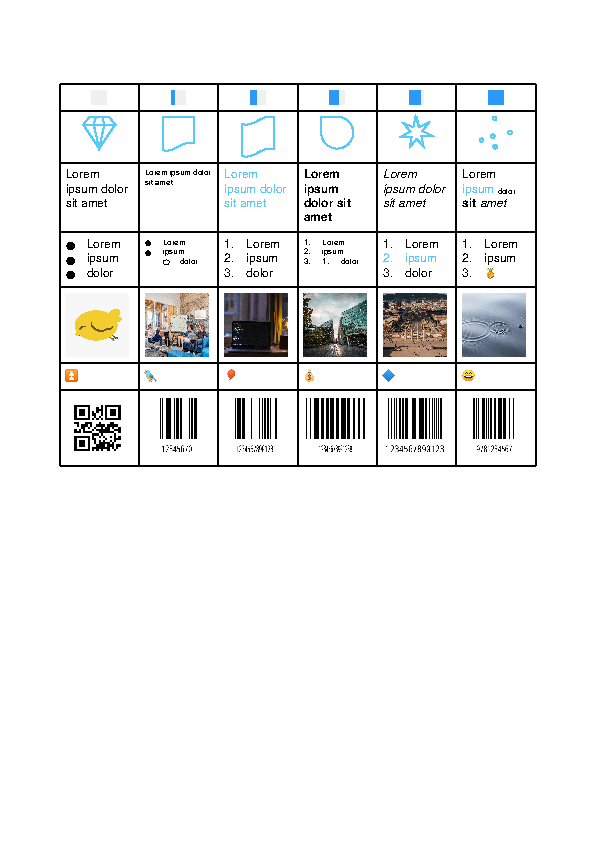 Lorem
ipsum dolor
sit amet
Lorem ipsum dolor
sit amet
Lorem
ipsum dolor
sit amet
Lorem
ipsum
dolor sit
amet
Lorem
ipsum dolor
sit amet
Lorem
ipsum dolor
sit amet
● Lorem
● ipsum
● dolor
● Lorem
● ipsum
○ dolor
1. Lorem
2. ipsum
3. dolor
1. Lorem
2. ipsum
3. 1. dolor
1. Lorem
2. ipsum
3. dolor
1. Lorem
2. ipsum
3. 🍍
1234567890123